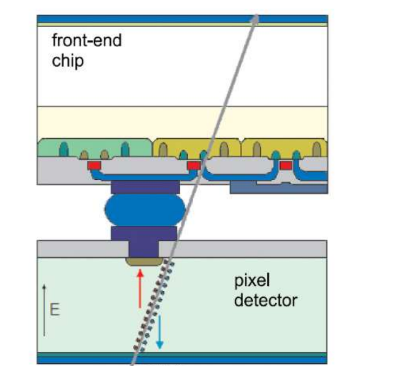 front-end
chip
pixel
detector
E